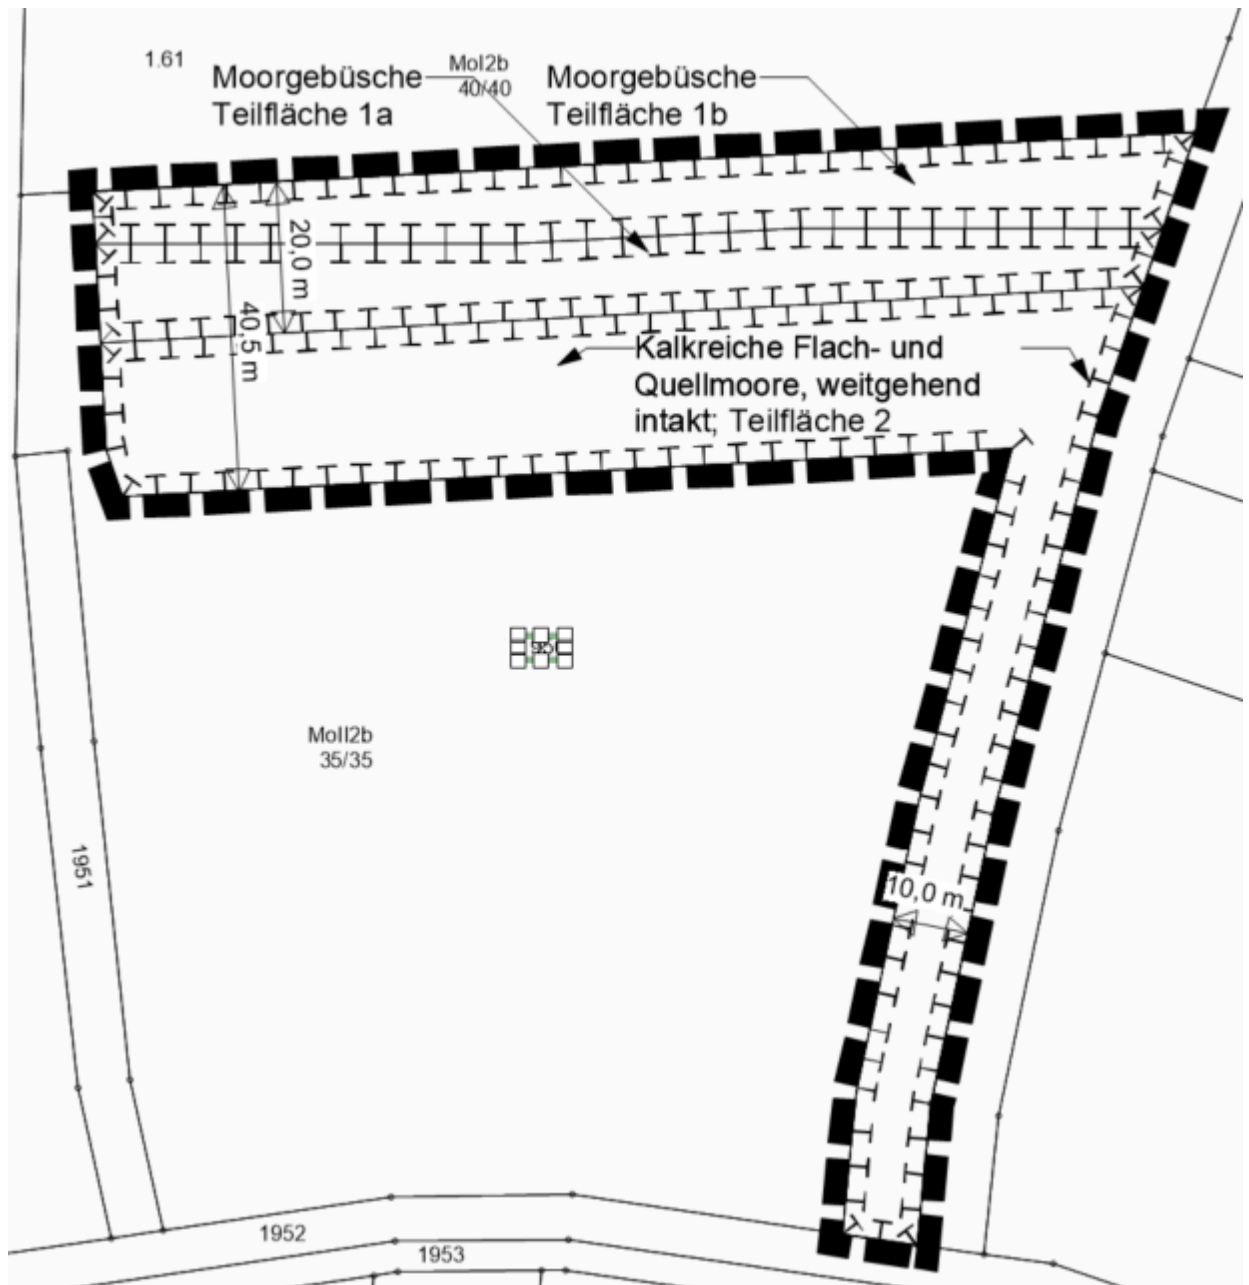 1.61
Moorgebüsche
Teilfläche 1a
MoI2b
40/40
Moorgebüsche
Teilfläche 1b
20,0 m
40,5 m
Kalkreiche Flach- und
Quellmoore, weitgehend
intakt; Teilfläche 2
MoII2b
35/35
1951
10,0 m
1952
1953